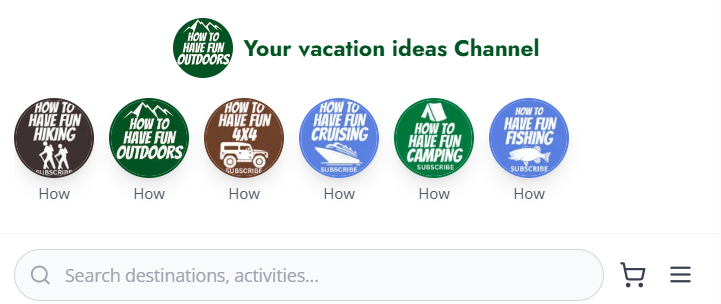 HOW TO
HAVE FUN
OUTDOORS
Your vacation ideas Channel
HOW TO
HAVE FUN
HIKING
SUBSCRIBE
HOW TO
HAVE FUN
OUTDOORS
HOW TO
HAVE FUN
4X4
SUBSCRIBE
HOW TO
HAVE FUN
CRUISING
SUBSCRIBE
HOW TO
HAVE FUN
CAMPING
SUBSCRIBE
HOW TO
HAVE FUN
FISHING
SUBSCRIBE
How How How How How How
Search destinations, activities...